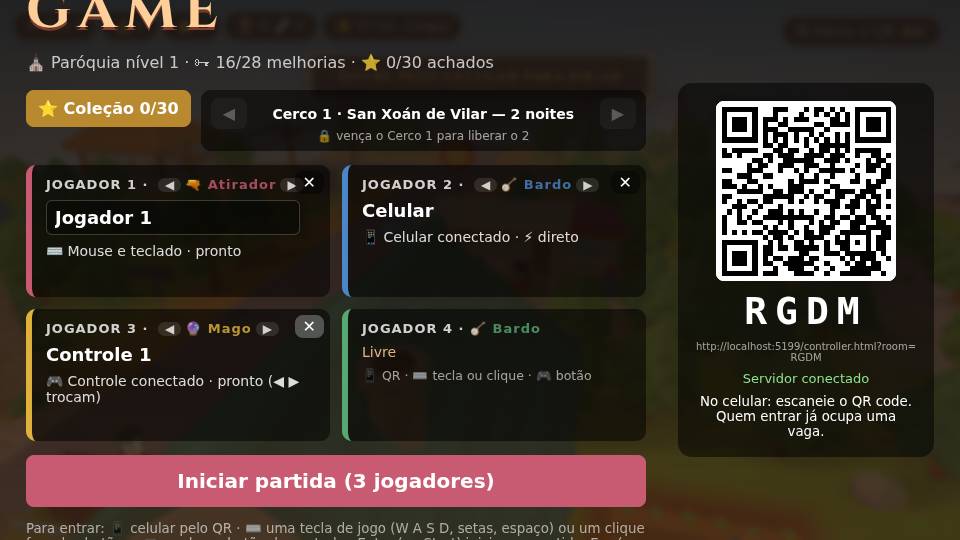 GAME
Paróquia nível 1 · 16/28 melhorias · 0/30 achados
Coleção 0/30
Cerco 1 · San Xoán de Vilar — 2 noites
vença o Cerco 1 para liberar o 2
JOGADOR 1 · ◀ Atirador ▶ ✕
Jogador 1
Mouse e teclado · pronto
JOGADOR 2 · ◀ Bardo ▶ ✕
Celular
Celular conectado · ⚡ direto
JOGADOR 3 · ◀ Mago ▶ ✕
Controle 1
Controle conectado · pronto (◀ ▶
trocam)
JOGADOR 4 · Bardo
Livre
QR · tecla ou clique · botão
Iniciar partida (3 jogadores)
Para entrar: celular pelo QR · uma tecla de jogo (W A S D, setas, espaço) ou um clique
RGDM
http://localhost:5199/controller.html?room=
RGDM
Servidor conectado
No celular: escaneie o QR code.
Quem entrar já ocupa uma
vaga.